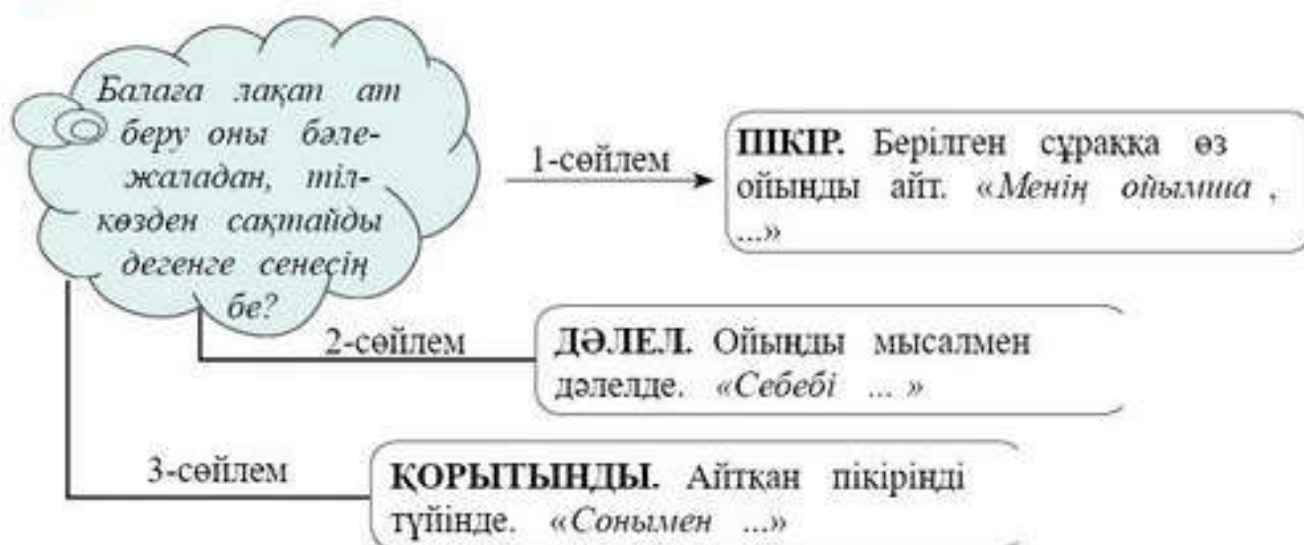 Балаға лақап ат
беру оны бәле-
жаладан, тіл-
көзден сақтайды
дегенге сенесің
бе?
1-сөйлем
ПІКІР. Берілген сұраққа өз
ойыңды айт. «Менің ойымша ,
...»
2-сөйлем
ДӘЛЕЛ. Ойыңды мысалмен
дәлелде. «Себебі ... »
3-сөйлем
ҚОРЫТЫНДЫ. Айтқан пікіріңді
түйінде. «Сонымен ...»